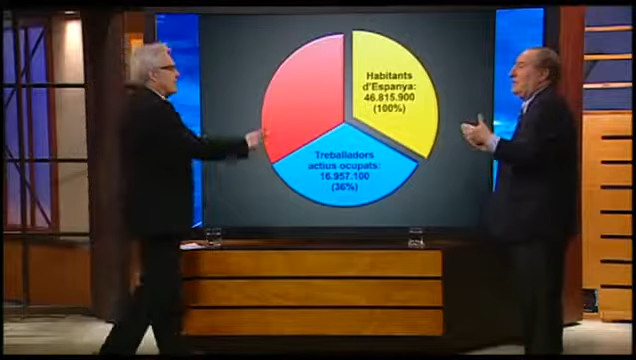 Habitants
d'Espanya:
46.815.900
(100%)
Treballadors
actius ocupats:
16.957.100
(36%)